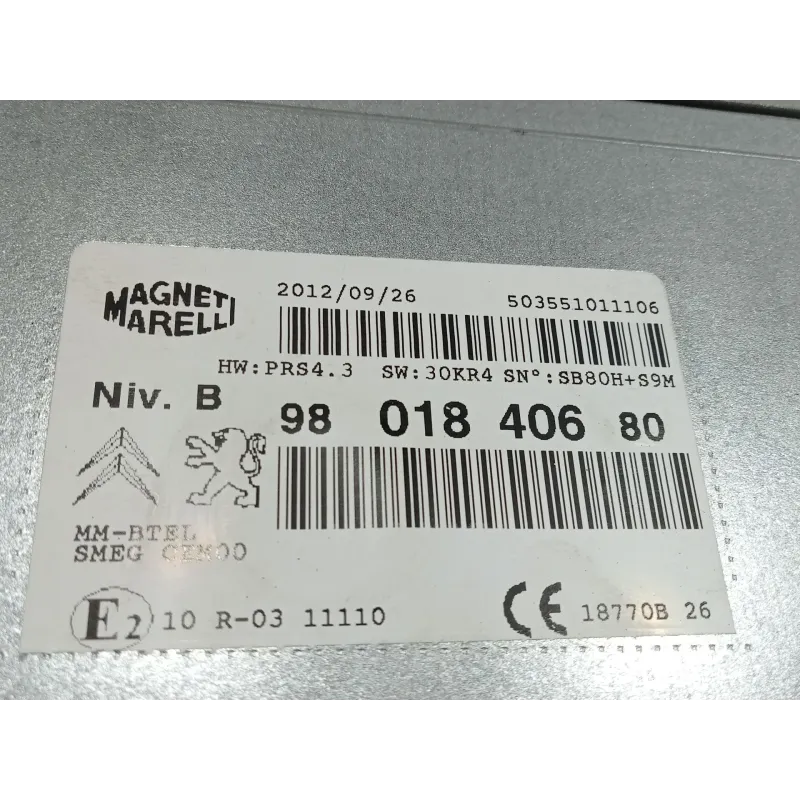 MAGNETI
MARELLI
2012/09/26 503551011106
HW:PRS4.3 SW:30KR4 SN°:SB80H+S9M
Niv. B
98 018 406 80
MM-BTEL
SMEG
E2 10 R-03 11110
CE 18770B 26